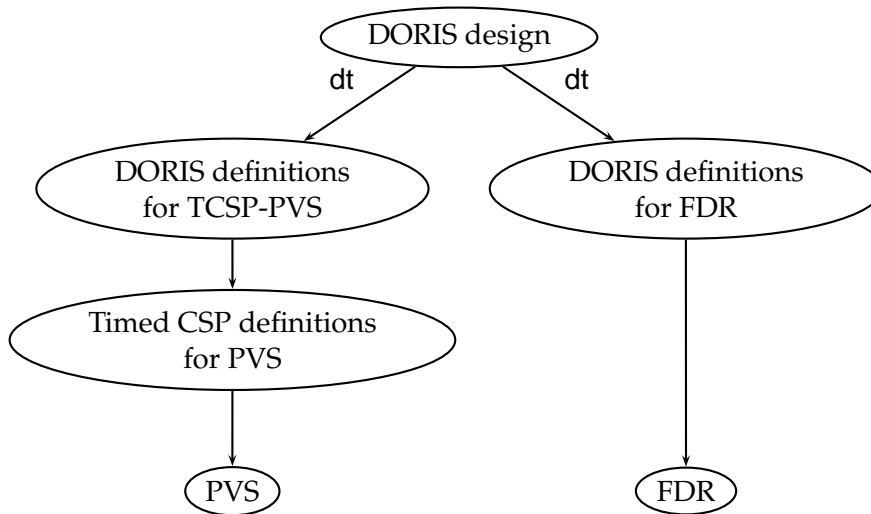 DORIS design
dt
dt
DORIS definitions
for TCSP-PVS
DORIS definitions
for FDR
Timed CSP definitions
for PVS
PVS
FDR